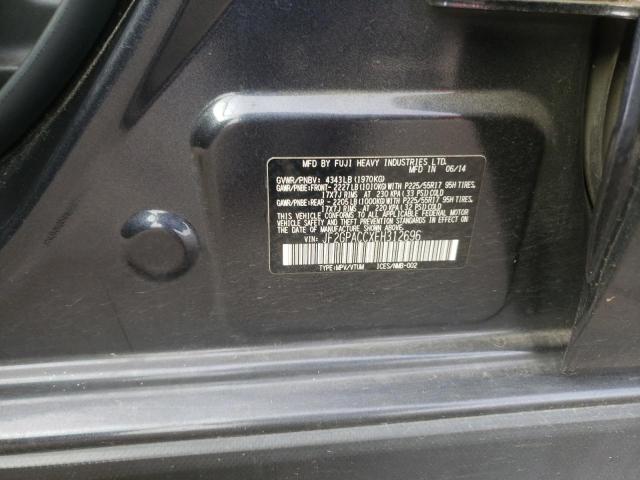 MFD BY FUJI HEAVY INDUSTRIES LTD.
GVWR/PNBV: 4343LB(1970KG) MFD IN 06/14
GAWR/PNBE:FRONT- 2227LB(1010KG)WITH P225/55R17 95H TIRES.
17X7J RIMS AT 230 KPA(33 PSI)COLD
GAWR/PNBE:REAR - 2205LB(1000KG)WITH P225/55R17 95H TIRES.
17X7J RIMS AT 220 KPA(32 PSI)COLD
THIS VEHICLE CONFORMS TO ALL APPLICABLE FEDERAL MOTOR
VEHICLE SAFETY AND THEFT PREVENTION STANDARDS IN EFFECT
ON THE DATE OF MANUFACTURE SHOWN ABOVE.
VIN: JF2GPACCXFH312696
TYPE:MPV/VTUM ICES/NMB-002